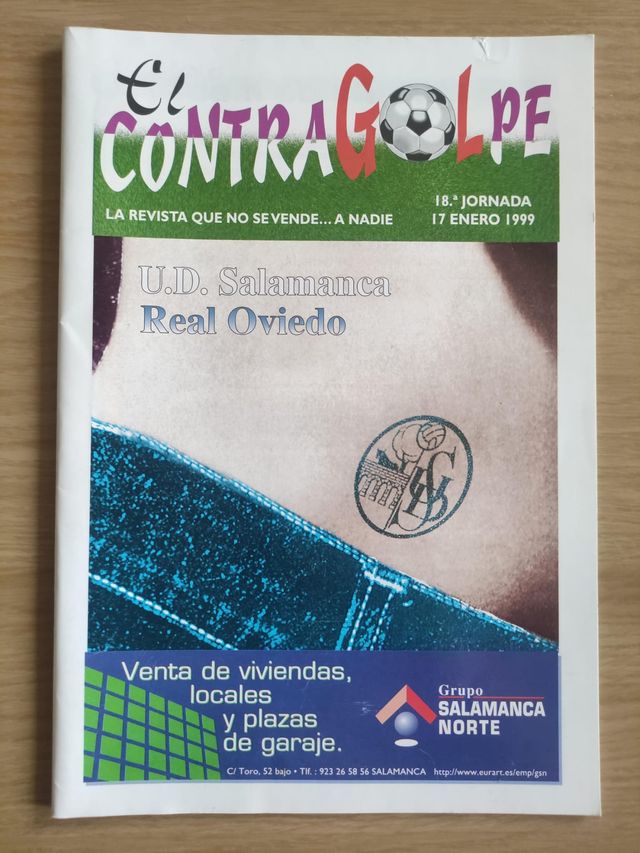 El
CONTRAGOLPE
LA REVISTA QUE NO SE VENDE... A NADIE
18.ª JORNADA
17 ENERO 1999
U.D. Salamanca
Real Oviedo
UDS
Venta de viviendas,
locales
y plazas
de garaje.
Grupo
SALAMANCA
NORTE
C/ Toro, 52 bajo • Tlf. : 923 26 58 56 SALAMANCA http://www.eurart.es/emp/gsn